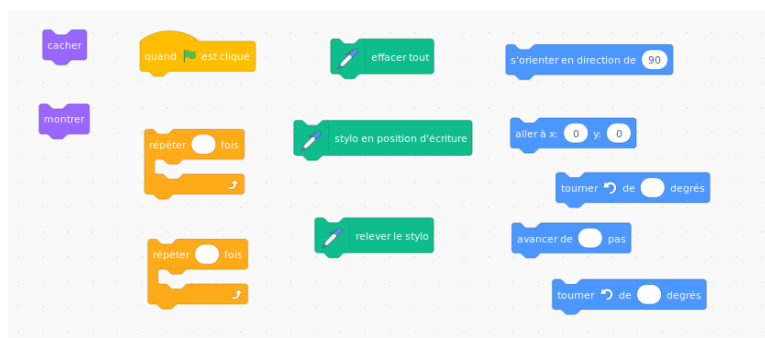 cacher
quand est cliqué
effacer tout
s'orienter en direction de 90
montrer
répéter fois
stylo en position d'écriture
aller à x: 0 y: 0
tourner de degrés
relever le stylo
avancer de pas
répéter fois
tourner de degrés